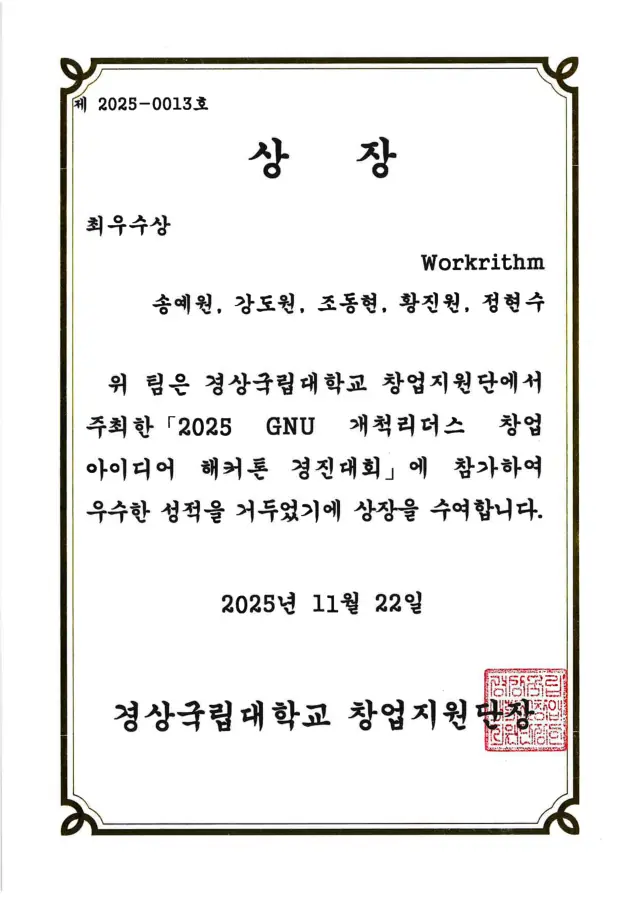 제 2025-0013호
상 장
최우수상
Workrithm
송예원, 강도원, 조동현, 황진원, 정현수
위 팀은 경상국립대학교 창업지원단에서
주최한「2025 GNU 개척리더스 창업
아이디어 해커톤 경진대회」에 참가하여
우수한 성적을 거두었기에 상장을 수여합니다.
2025년 11월 22일
경상국립대학교 창업지원단장